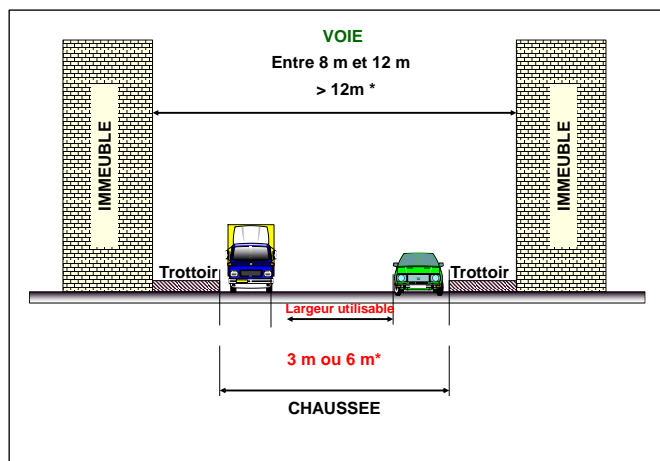 VOIE
Entre 8 m et 12 m
> 12m *
IMMEUBLE
IMMEUBLE
Trottoir
Trottoir
Largeur utilisable
3 m ou 6 m*
CHAUSSEE